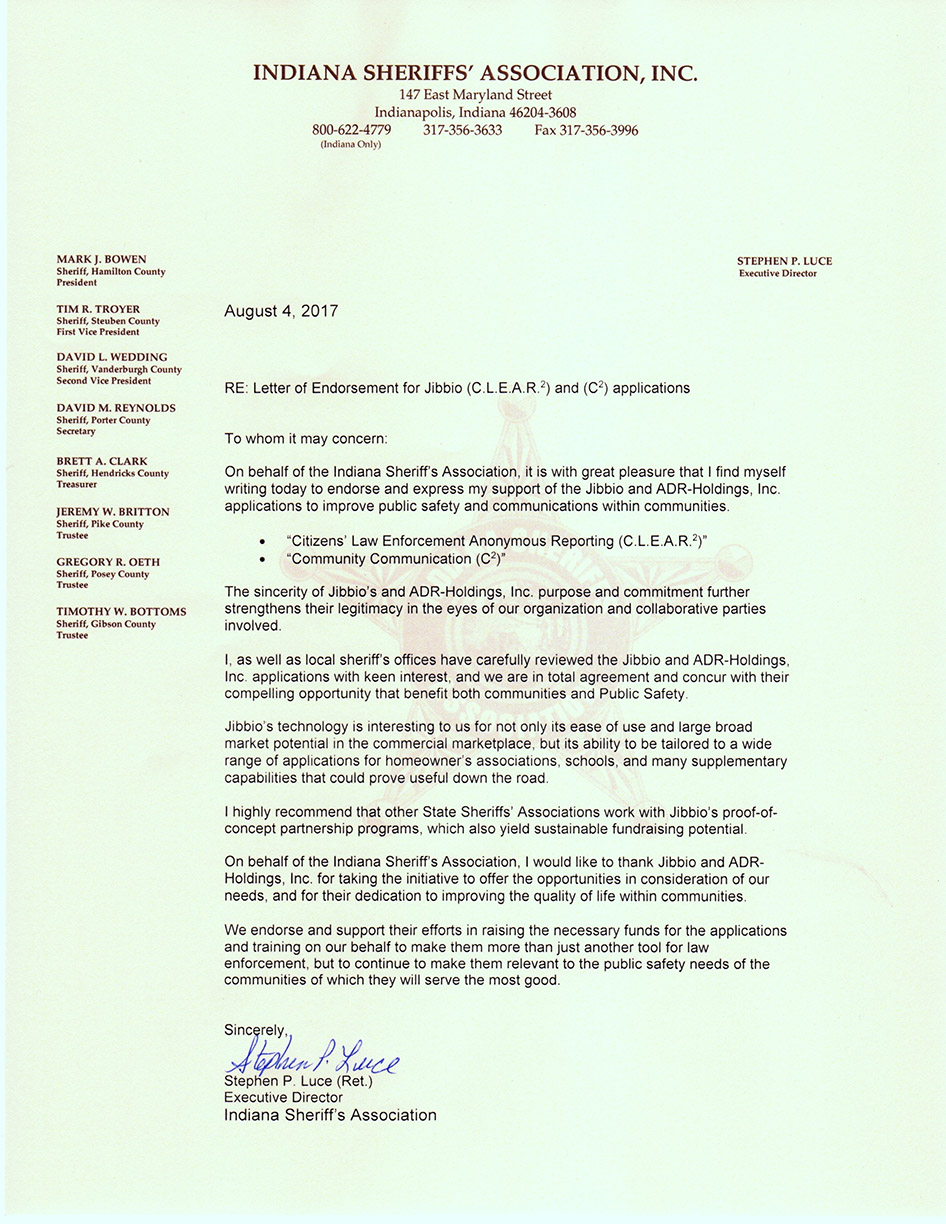 INDIANA SHERIFFS' ASSOCIATION, INC.
147 East Maryland Street
Indianapolis, Indiana 46204-3608
800-622-4779 317-356-3633 Fax 317-356-3996
(Indiana Only)
MARK J. BOWEN
Sheriff, Hamilton County
President
TIM R. TROYER
Sheriff, Steuben County
First Vice President
DAVID L. WEDDING
Sheriff, Vanderburgh County
Second Vice President
DAVID M. REYNOLDS
Sheriff, Porter County
Secretary
BRETT A. CLARK
Sheriff, Hendricks County
Treasurer
JEREMY W. BRITTON
Sheriff, Pike County
Trustee
GREGORY R. OETH
Sheriff, Posey County
Trustee
TIMOTHY W. BOTTOMS
Sheriff, Gibson County
Trustee
STEPHEN P. LUCE
Executive Director
August 4, 2017
RE: Letter of Endorsement for Jibbio (C.L.E.A.R.²) and (C²) applications
To whom it may concern:
On behalf of the Indiana Sheriff's Association, it is with great pleasure that I find myself
writing today to endorse and express my support of the Jibbio and ADR-Holdings, Inc.
applications to improve public safety and communications within communities.
• "Citizens' Law Enforcement Anonymous Reporting (C.L.E.A.R.²)"
• "Community Communication (C²)"
The sincerity of Jibbio's and ADR-Holdings, Inc. purpose and commitment further
strengthens their legitimacy in the eyes of our organization and collaborative parties
involved.
I, as well as local sheriff's offices have carefully reviewed the Jibbio and ADR-Holdings,
Inc. applications with keen interest, and we are in total agreement and concur with their
compelling opportunity that benefit both communities and Public Safety.
Jibbio's technology is interesting to us for not only its ease of use and large broad
market potential in the commercial marketplace, but its ability to be tailored to a wide
range of applications for homeowner's associations, schools, and many supplementary
capabilities that could prove useful down the road.
I highly recommend that other State Sheriffs' Associations work with Jibbio's proof-of-
concept partnership programs, which also yield sustainable fundraising potential.
On behalf of the Indiana Sheriff's Association, I would like to thank Jibbio and ADR-
Holdings, Inc. for taking the initiative to offer the opportunities in consideration of our
needs, and for their dedication to improving the quality of life within communities.
We endorse and support their efforts in raising the necessary funds for the applications
and training on our behalf to make them more than just another tool for law
enforcement, but to continue to make them relevant to the public safety needs of the
communities of which they will serve the most good.
Sincerely,
Stephen P. Luce
Stephen P. Luce (Ret.)
Executive Director
Indiana Sheriff's Association